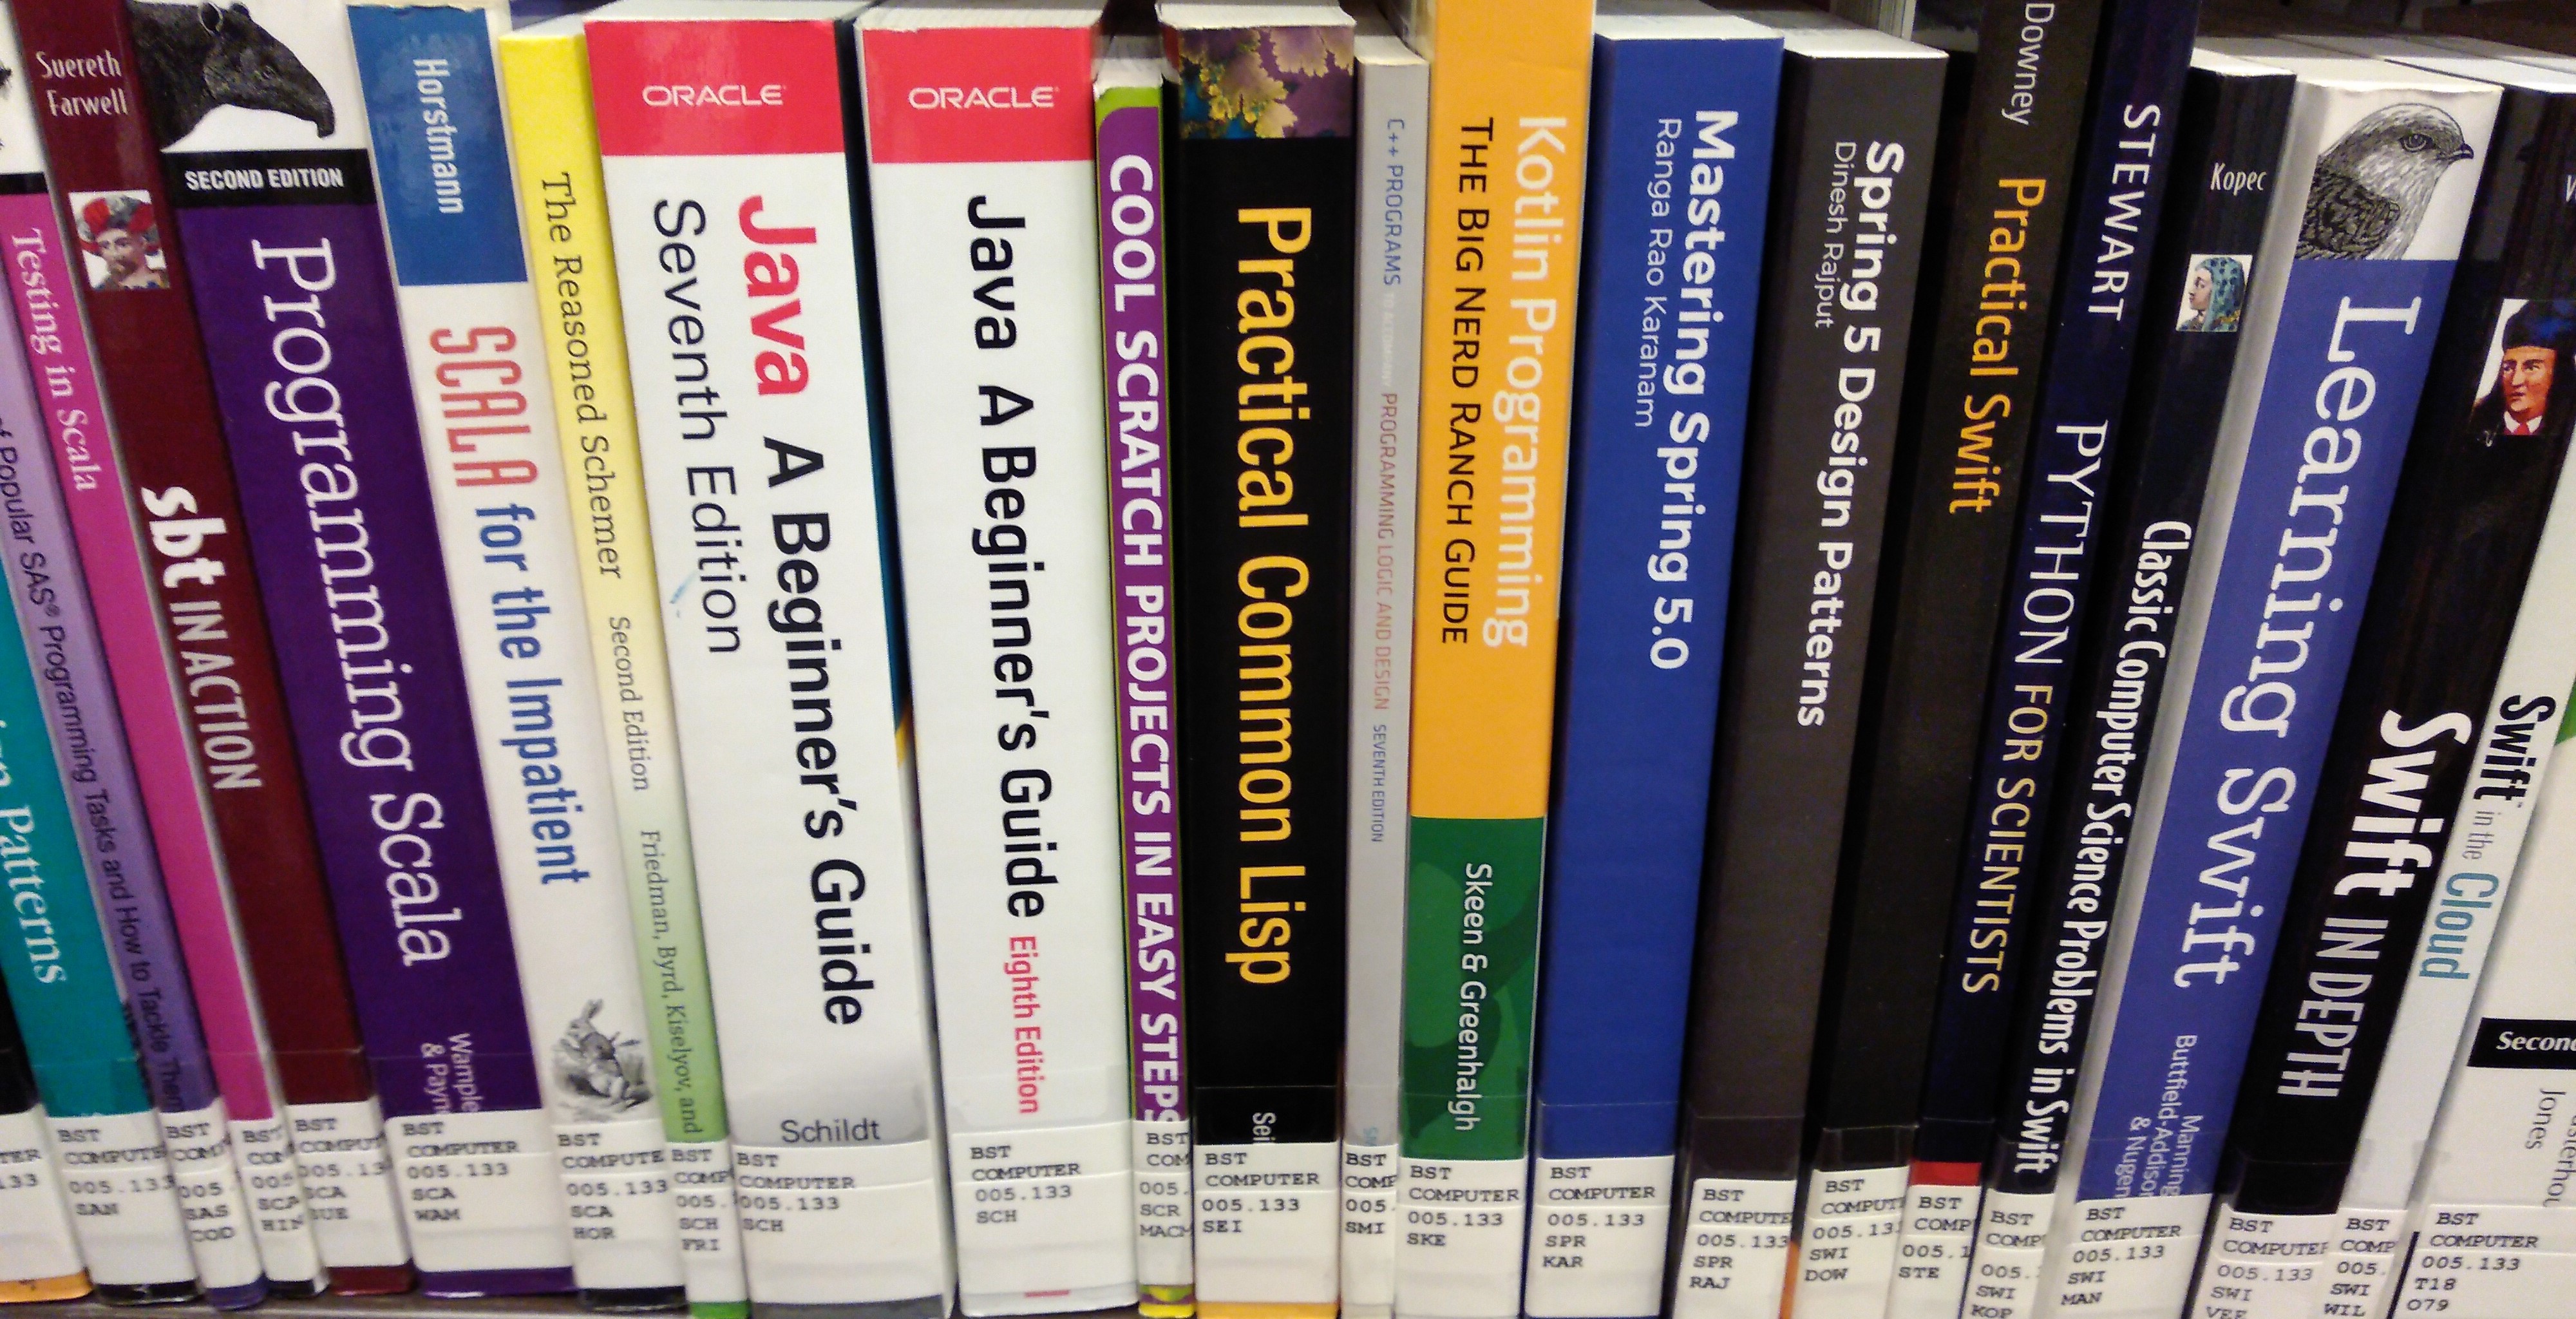 Patterns
of Popular SAS® Programming Tasks and How to Tackle Them
Testing in Scala
Suereth
Farwell
sbt IN ACTION
SECOND EDITION
Programming Scala
Wampler
& Payne
Horstmann
SCALA for the Impatient
The Reasoned Schemer Second Edition Friedman, Byrd, Kiselyov, and
ORACLE
Java A Beginner's Guide
Seventh Edition
Schildt
ORACLE
Java A Beginner's Guide Eighth Edition
COOL SCRATCH PROJECTS IN EASY STEPS
Practical Common Lisp
Sei
C++ PROGRAMS TO ACCOMPANY PROGRAMMING LOGIC AND DESIGN SEVENTH EDITION
Kotlin Programming
THE BIG NERD RANCH GUIDE
Skeen & Greenhalgh
Mastering Spring 5.0
Ranga Rao Karanam
Spring 5 Design Patterns
Dinesh Rajput
Downey Practical Swift
STEWART PYTHON FOR SCIENTISTS
Kopec
Classic Computer Science Problems in Swift
Learning Swift
Manning,
Buttfield-Addison
& Nugent
Swift IN DEPTH
Swift in the Cloud
Second
Jones
TER
133
BST
COMPUTE
005.133
SAN
BST
COM
005.
SAS
COD
BST
COM
005
SCA
HIN
BST
COMPUT
005.13
SCA
SUE
BST
COMPUTER
005.133
SCA
WAM
BST
COMPUTE
005.133
SCA
HOR
BST
COMP
005.
SCH
FRI
BST
COMPUTER
005.133
SCH
BST
COMPUTER
005.133
SCH
BST
COM
005.
SCR
MACM
BST
COMPUTER
005.133
SEI
BST
COMP
005.
SMI
BST
COMPUTER
005.133
SKE
BST
COMPUTER
005.133
SPR
KAR
BST
COMPUTE
005.133
SPR
RAJ
BST
COMPUT
005.13
SWI
DOW
BST
COMP
005.1
STE
BST
COMP
005.
SWI
KOP
BST
COMPUTER
005.133
SWI
MAN
BST
COMPUTER
005.133
SWI
VEE
BST
COMP
005.
SWI
WIL
BST
COMPUTER
005.133
T18
O79